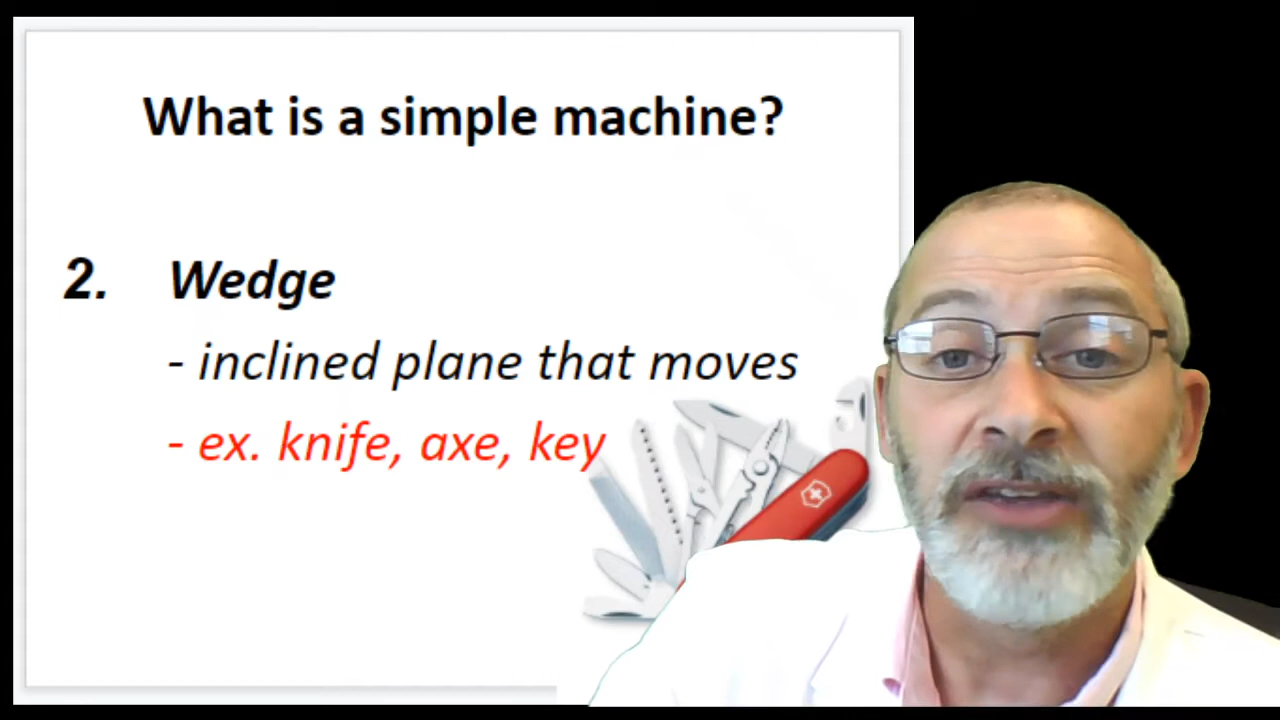 What is a simple machine?
2. Wedge
- inclined plane that moves
- ex. knife, axe, key